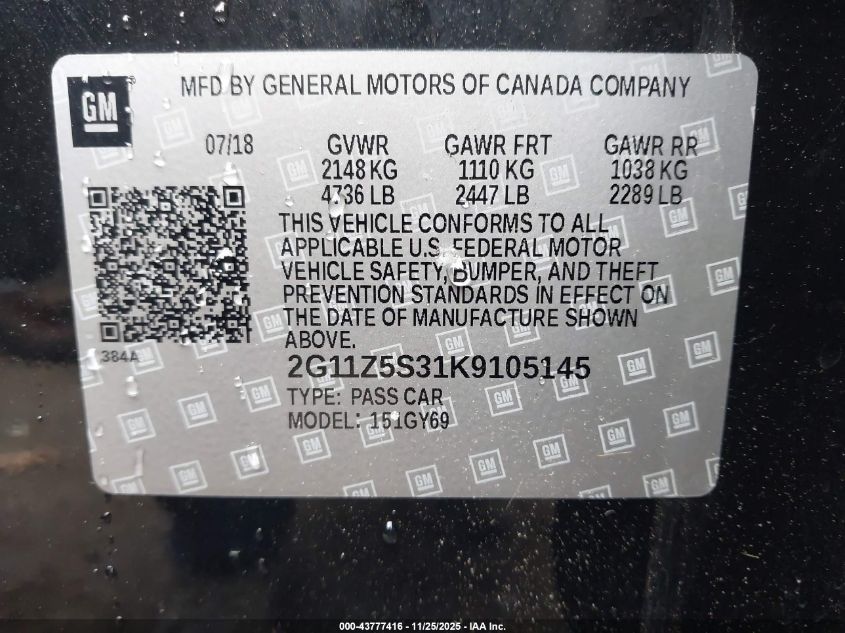 MFD BY GENERAL MOTORS OF CANADA COMPANY
GM
07/18 GVWR GAWR FRT GAWR RR
2148 KG 1110 KG 1038 KG
4736 LB 2447 LB 2289 LB
THIS VEHICLE CONFORMS TO ALL
APPLICABLE U.S. FEDERAL MOTOR
VEHICLE SAFETY, BUMPER, AND THEFT
PREVENTION STANDARDS IN EFFECT ON
THE DATE OF MANUFACTURE SHOWN
ABOVE.
384A
2G11Z5S31K9105145
TYPE: PASS CAR
MODEL: 151GY69
000-43777416 - 11/25/2025 - IAA Inc.